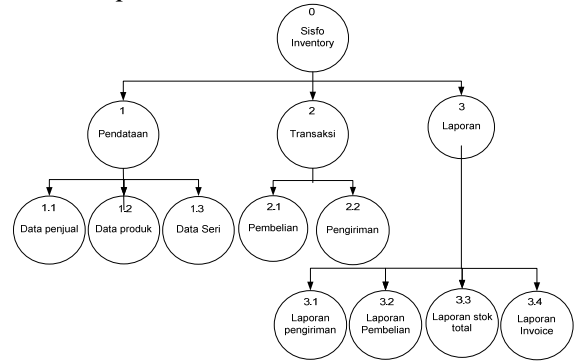 0
Sisfo
Inventory
1
Pendataan
2
Transaksi
3
Laporan
1.1
Data penjual
1.2
Data produk
1.3
Data Seri
2.1
Pembelian
2.2
Pengiriman
3.1
Laporan
pengiriman
3.2
Laporan
Pembelian
3.3
Laporan stok
total
3.4
Laporan
Invoice